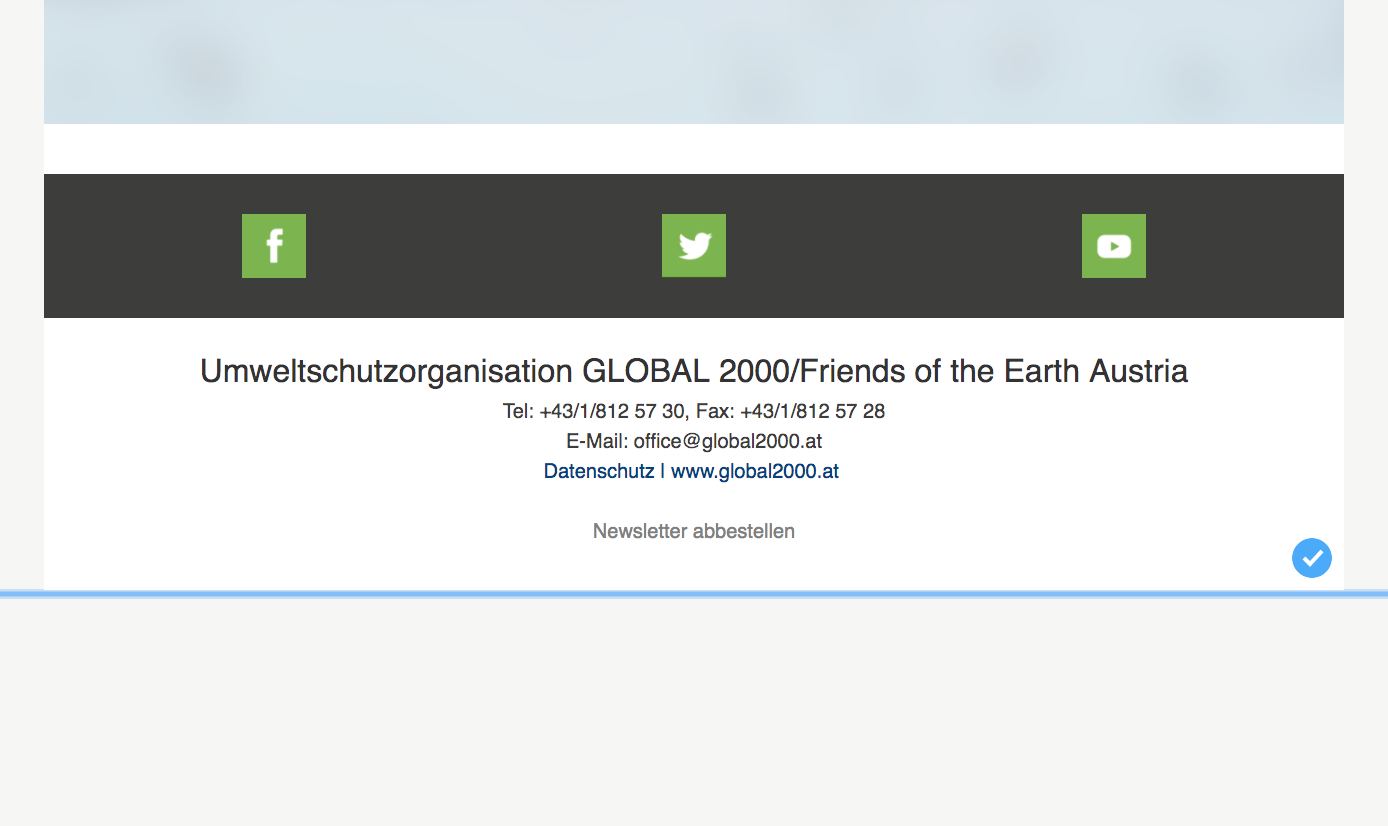 Umweltschutzorganisation GLOBAL 2000/Friends of the Earth Austria
Tel: +43/1/812 57 30, Fax: +43/1/812 57 28
E-Mail: office@global2000.at
Datenschutz | www.global2000.at
Newsletter abbestellen